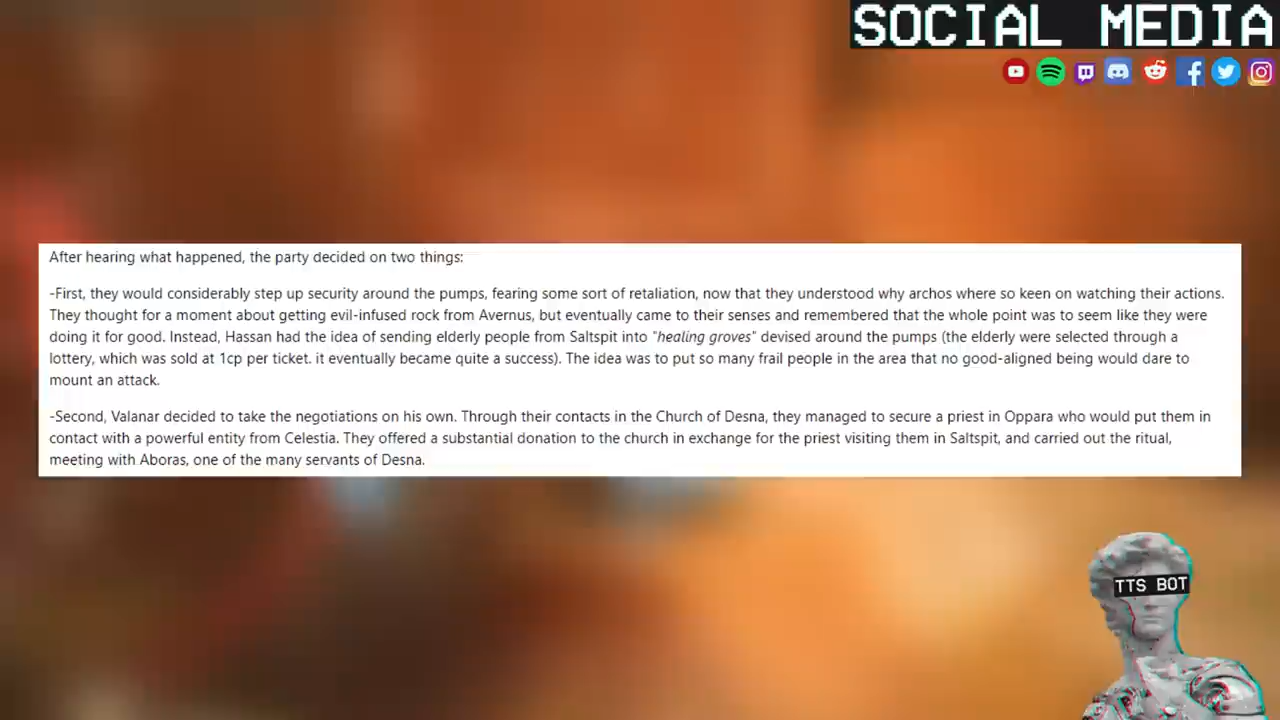 SOCIAL MEDIA
After hearing what happened, the party decided on two things:
-First, they would considerably step up security around the pumps, fearing some sort of retaliation, now that they understood why archos where so keen on watching their actions.
They thought for a moment about getting evil-infused rock from Avernus, but eventually came to their senses and remembered that the whole point was to seem like they were
doing it for good. Instead, Hassan had the idea of sending elderly people from Saltspit into "healing groves" devised around the pumps (the elderly were selected through a
lottery, which was sold at 1cp per ticket. it eventually became quite a success). The idea was to put so many frail people in the area that no good-aligned being would dare to
mount an attack.
-Second, Valanar decided to take the negotiations on his own. Through their contacts in the Church of Desna, they managed to secure a priest in Oppara who would put them in
contact with a powerful entity from Celestia. They offered a substantial donation to the church in exchange for the priest visiting them in Saltspit, and carried out the ritual,
meeting with Aboras, one of the many servants of Desna.
TTS BOT